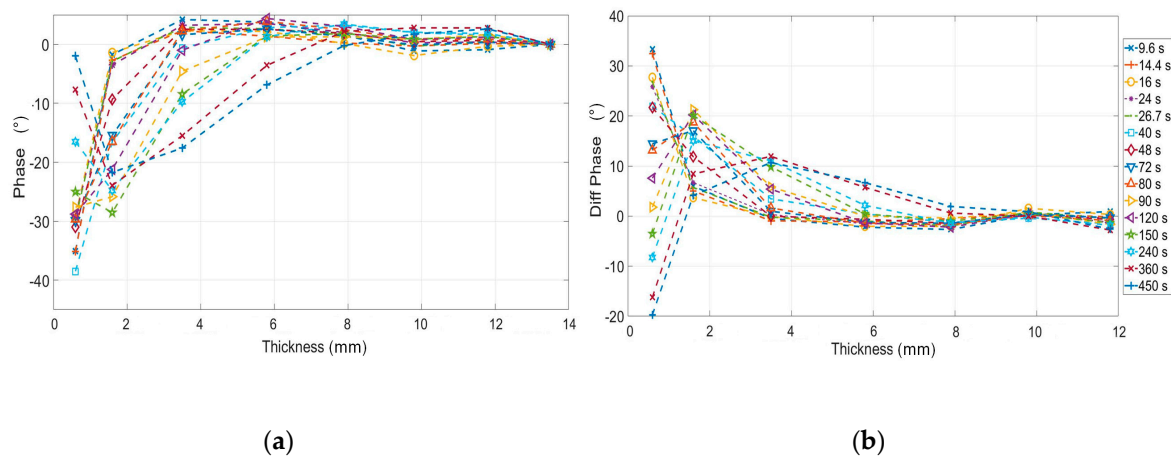 0
-10
-20
-30
-40
Phase (°)
0 2 4 6 8 10 12 14
Thickness (mm)
(a)
40
30
20
10
0
-10
-20
Diff Phase (°)
0 2 4 6 8 10 12
Thickness (mm)
(b)
9.6 s
14.4 s
16 s
24 s
26.7 s
40 s
48 s
72 s
80 s
90 s
120 s
150 s
240 s
360 s
450 s